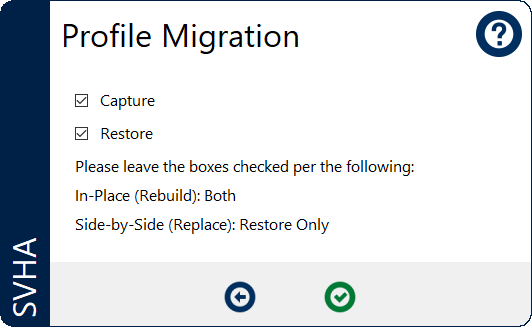 Profile Migration
Capture
Restore
Please leave the boxes checked per the following:
In-Place (Rebuild): Both
Side-by-Side (Replace): Restore Only
SVHA